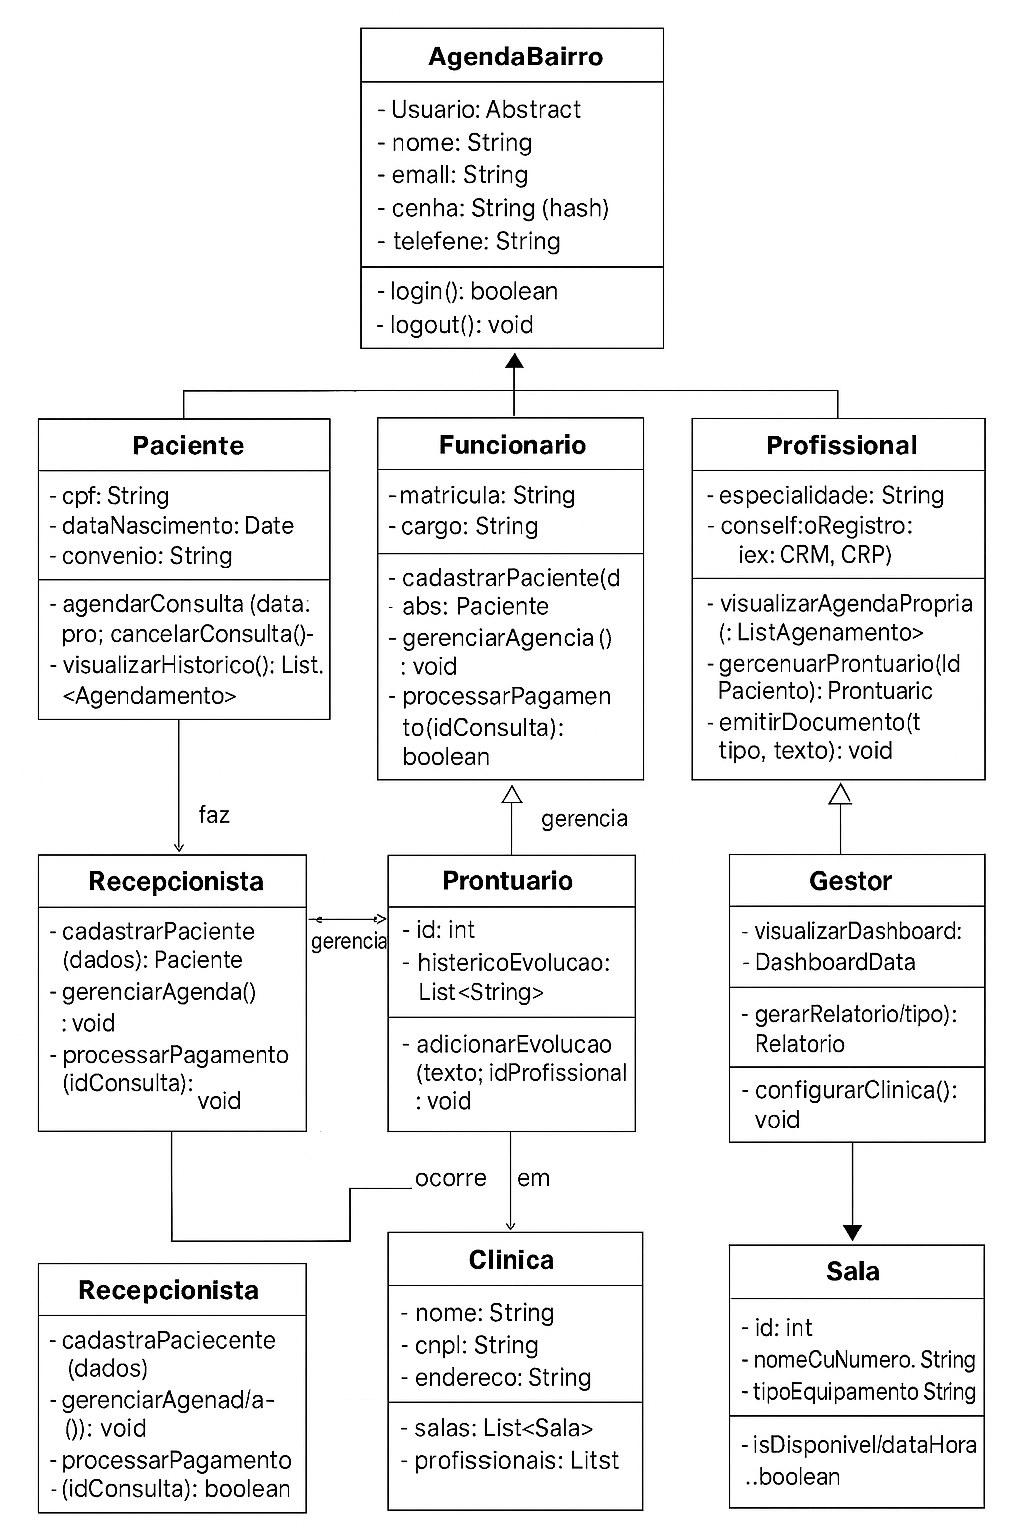 AgendaBairro
- Usuario: Abstract
- nome: String
- emall: String
- cenha: String (hash)
- telefene: String
- login(): boolean
- logout(): void
Paciente
- cpf: String
- dataNascimento: Date
- convenio: String
- agendarConsulta (data:
pro; cancelarConsulta()-
- visualizarHistorico(): List.
<Agendamento>
Funcionario
- matricula: String
- cargo: String
- cadastrarPaciente(d
- abs: Paciente
- gerenciarAgencia ()
: void
- processarPagamen
to(idConsulta):
boolean
Profissional
- especialidade: String
- conself:oRegistro:
iex: CRM, CRP)
- visualizarAgendaPropria
(: ListAgenamento>
- gercenuarProntuario(Id
Paciento): Prontuaric
- emitirDocumento(t
tipo, texto): void
faz
gerencia
Recepcionista
- cadastrarPaciente
(dados): Paciente
- gerenciarAgenda()
: void
- processarPagamento
(idConsulta):
void
gerencia
Prontuario
- id: int
- histericoEvolucao:
List<String>
- adicionarEvolucao
(texto; idProfissional
: void
Gestor
- visualizarDashboard:
- DashboardData
- gerarRelatorio/tipo):
Relatorio
- configurarClinica():
void
ocorre em
Recepcionista
- cadastraPaciecente
(dados)
- gerenciarAgenad/a-
()): void
- processarPagamento
- (idConsulta): boolean
Clinica
- nome: String
- cnpl: String
- endereco: String
- salas: List<Sala>
- profissionais: Litst
Sala
- id: int
- nomeCuNumero. String
- tipoEquipamento String
- isDisponivel/dataHora
..boolean